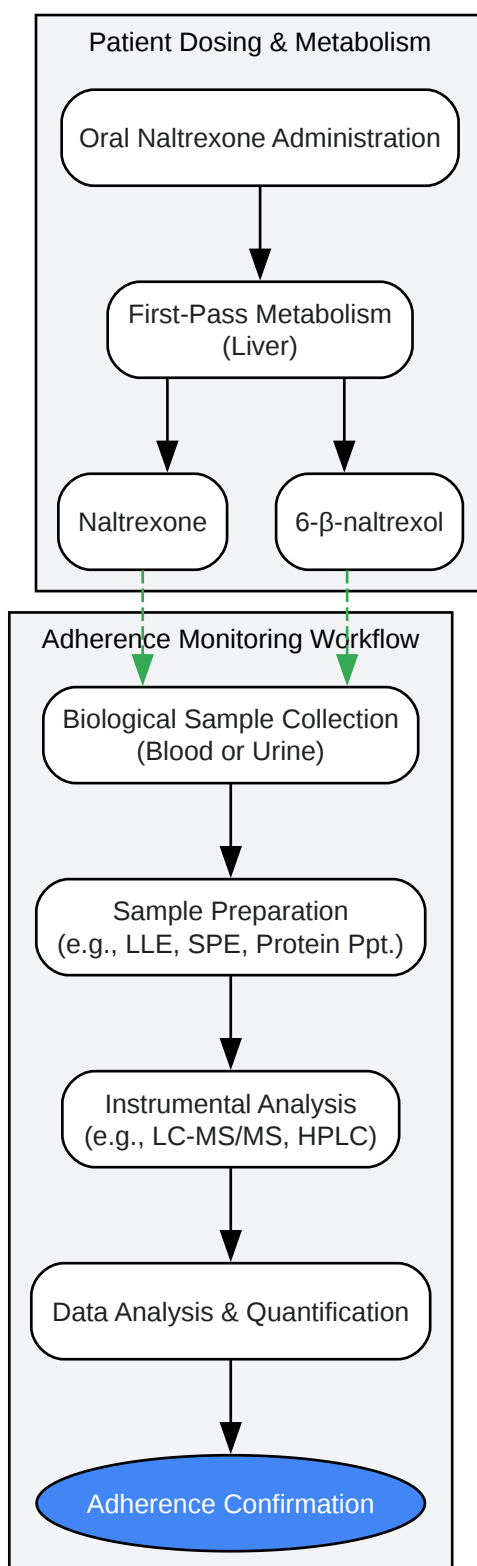 Patient Dosing & Metabolism
Oral Naltrexone Administration
First-Pass Metabolism
(Liver)
Naltrexone
6-β-naltrexol
Adherence Monitoring Workflow
Biological Sample Collection
(Blood or Urine)
Sample Preparation
(e.g., LLE, SPE, Protein Ppt.)
Instrumental Analysis
(e.g., LC-MS/MS, HPLC)
Data Analysis & Quantification
Adherence Confirmation